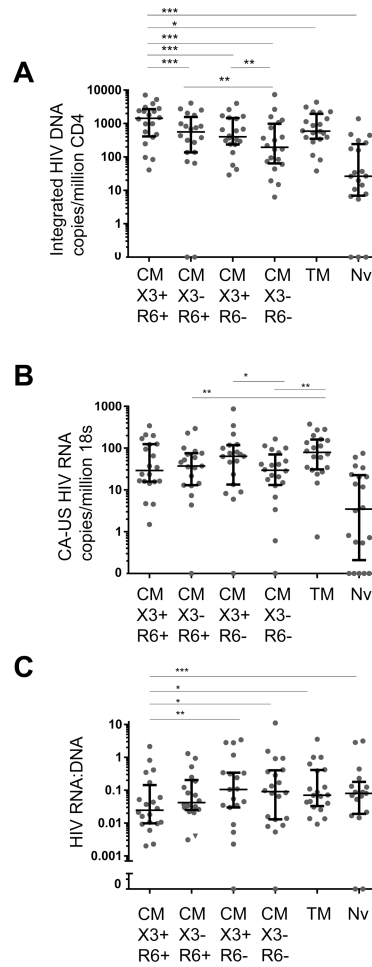 ***
*
***
***
**
***
**
A
Integrated HIV DNA
copies/million CD4
10000
1000
100
10
1
0
CM X3+ R6+
CM X3- R6+
CM X3+ R6-
CM X3- R6-
TM
Nv
B
*
**
**
CA-US HIV RNA
copies/million 18s
1000
100
10
1
0
CM X3+ R6+
CM X3- R6+
CM X3+ R6-
CM X3- R6-
TM
Nv
C
***
*
*
**
HIV RNA:DNA
10
1
0.1
0.01
0.001
0
CM X3+ R6+
CM X3- R6+
CM X3+ R6-
CM X3- R6-
TM
Nv